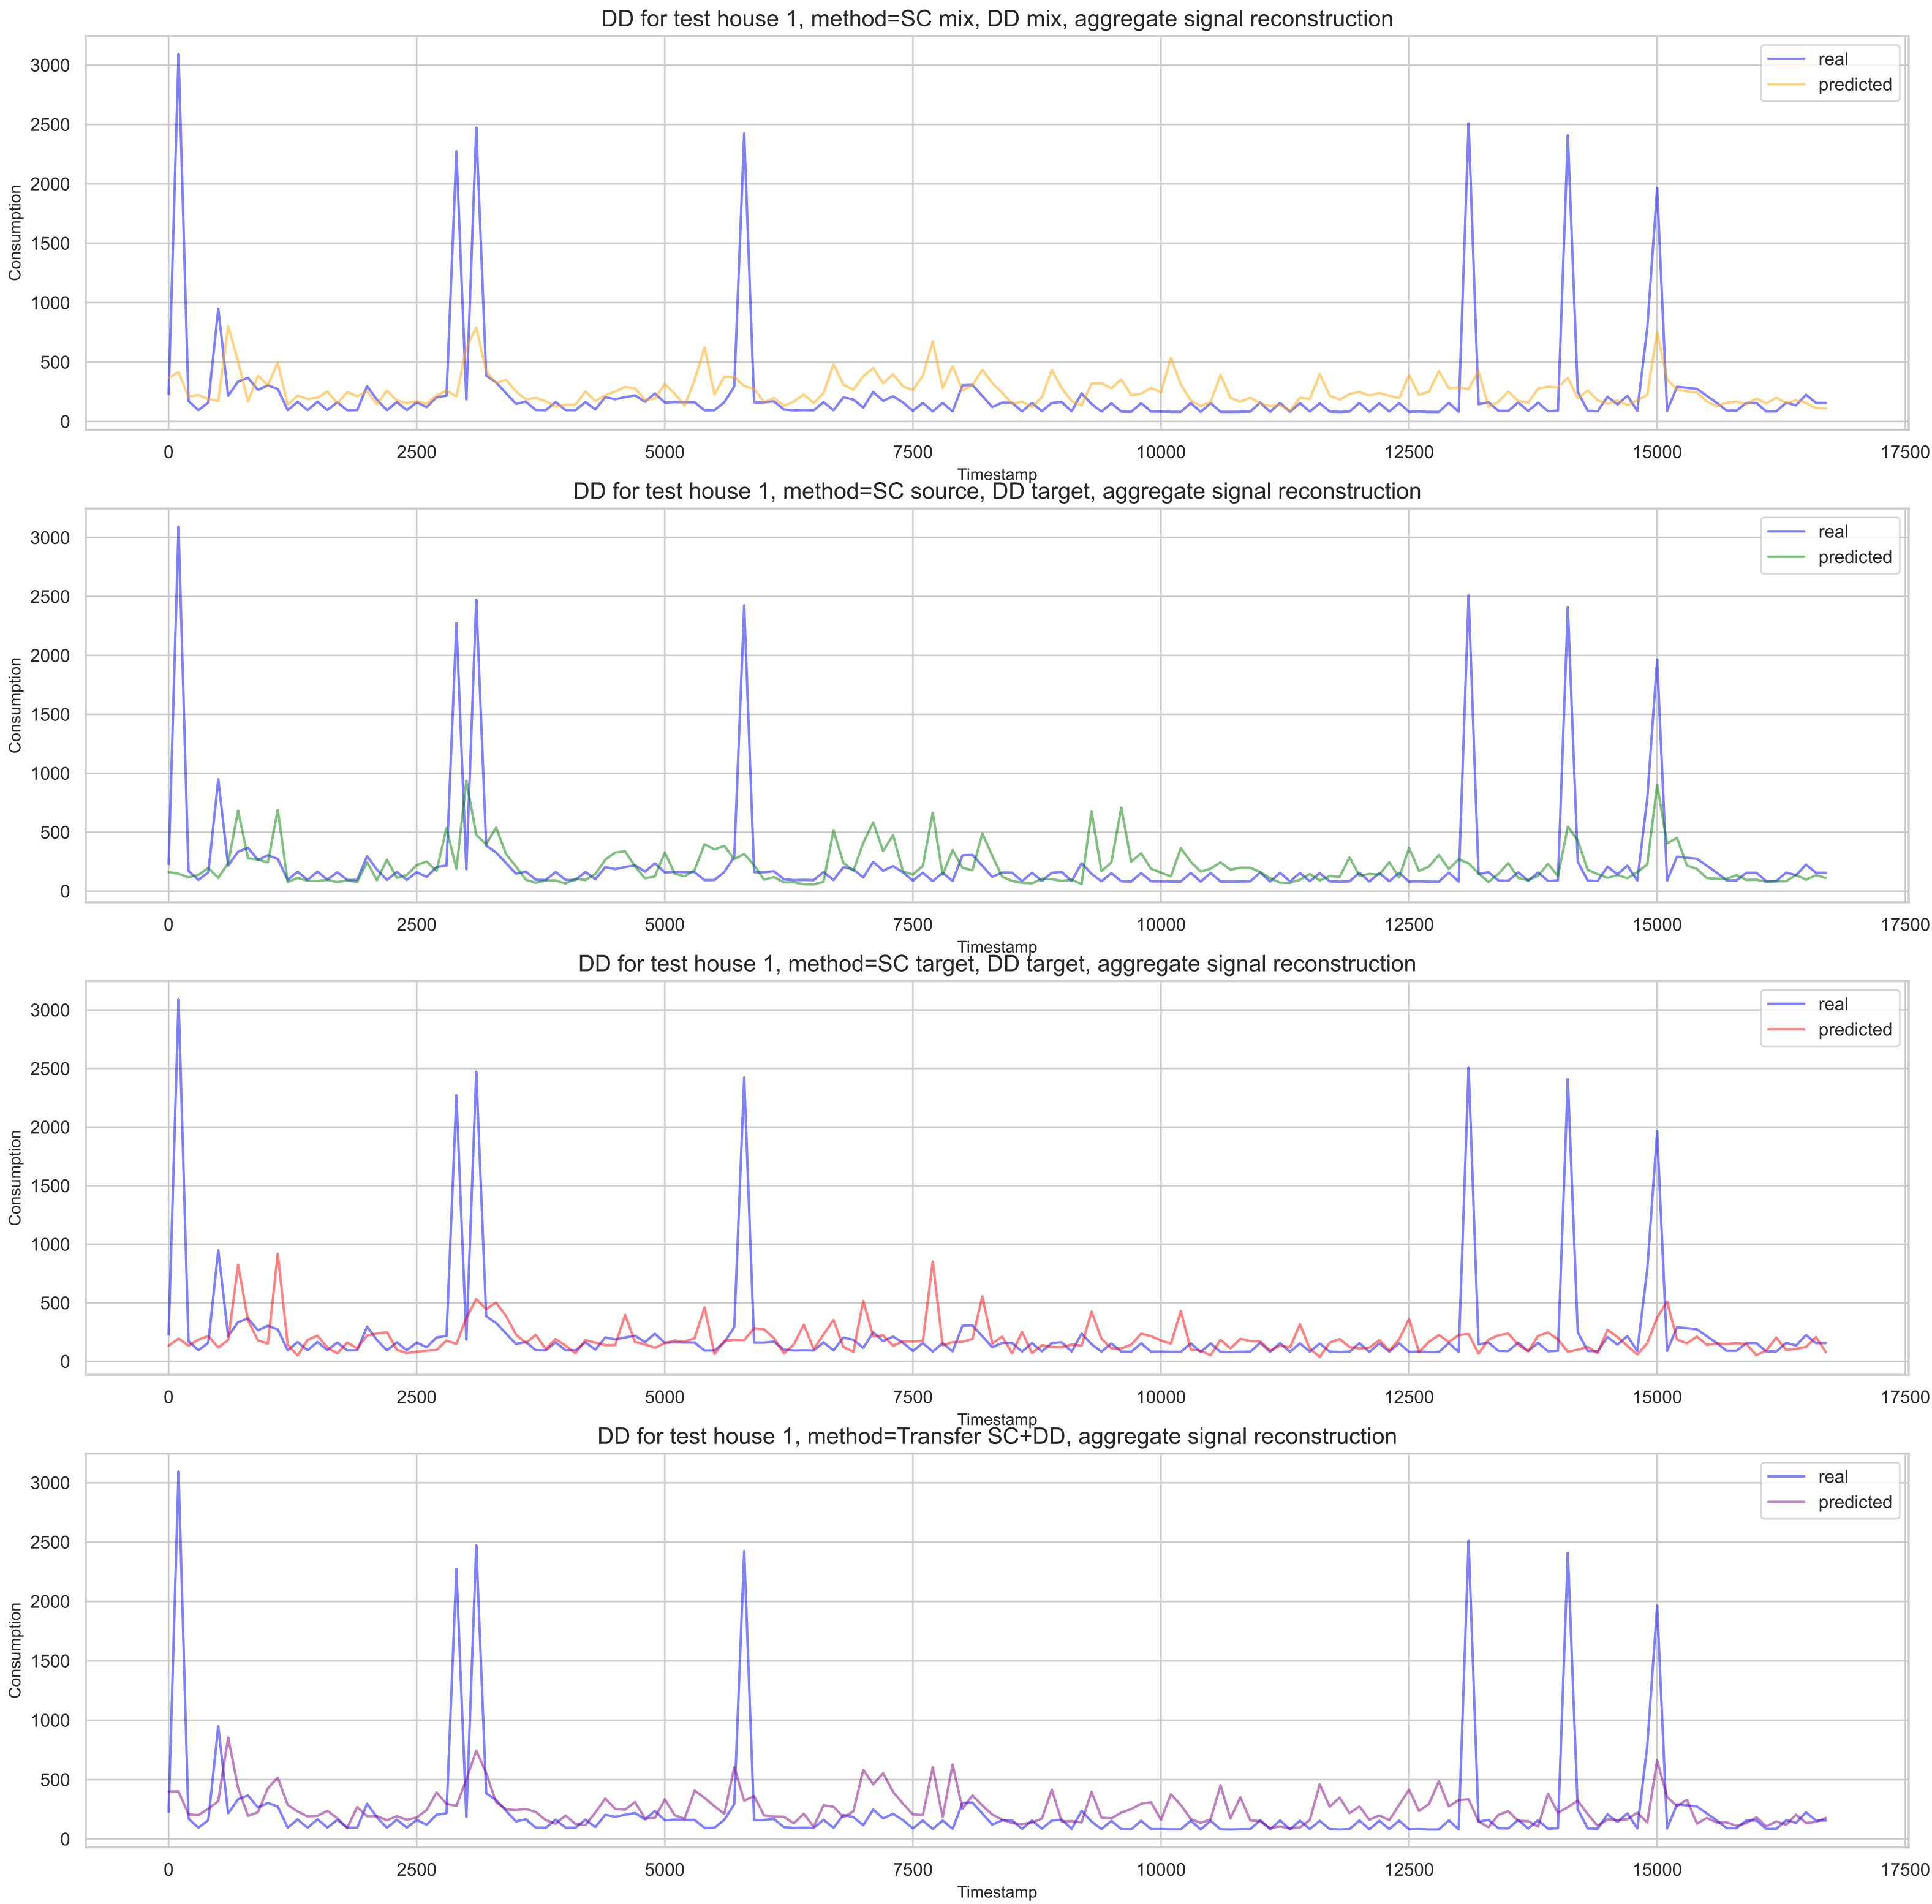 DD for test house 1, method=SC mix, DD mix, aggregate signal reconstruction
real
predicted
3000
2500
2000
1500
1000
500
0
Consumption
0 2500 5000 7500 10000 12500 15000 17500
Timestamp
DD for test house 1, method=SC source, DD target, aggregate signal reconstruction
real
predicted
3000
2500
2000
1500
1000
500
0
Consumption
0 2500 5000 7500 10000 12500 15000 17500
Timestamp
DD for test house 1, method=SC target, DD target, aggregate signal reconstruction
real
predicted
3000
2500
2000
1500
1000
500
0
Consumption
0 2500 5000 7500 10000 12500 15000 17500
Timestamp
DD for test house 1, method=Transfer SC+DD, aggregate signal reconstruction
real
predicted
3000
2500
2000
1500
1000
500
0
Consumption
0 2500 5000 7500 10000 12500 15000 17500
Timestamp